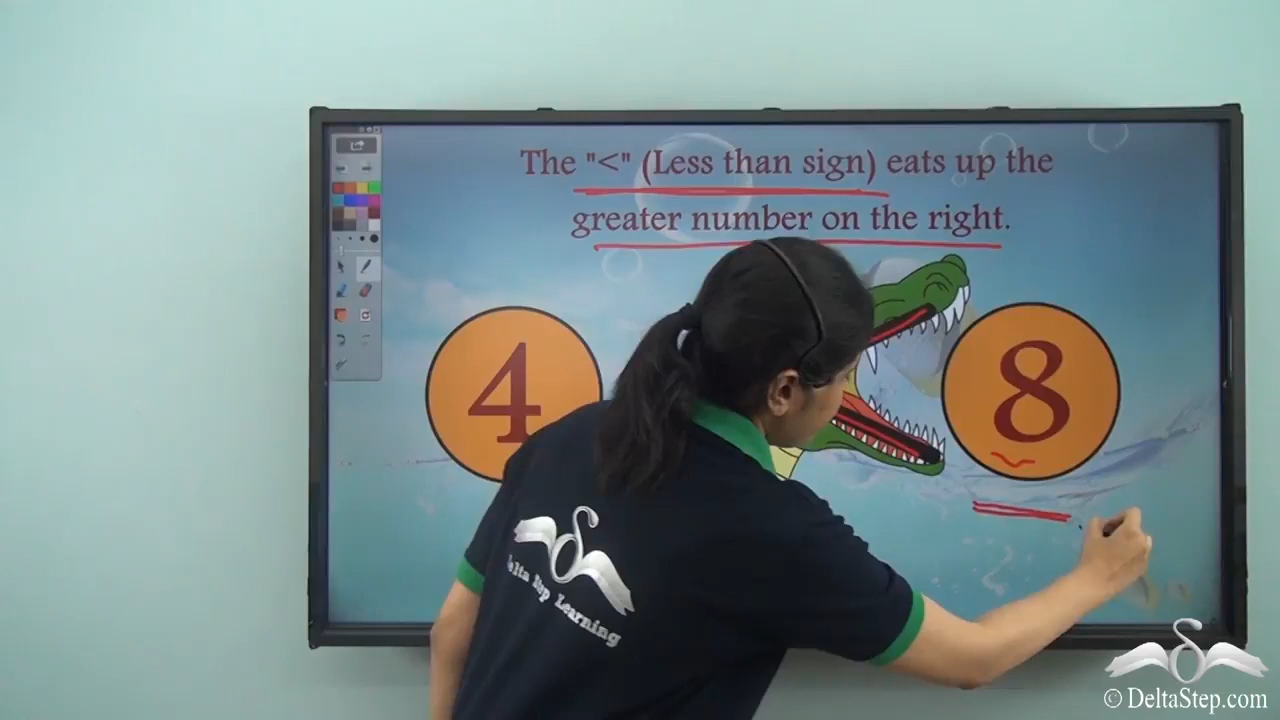 The "<" (Less than sign) eats up the
greater number on the right.
4
8
Delta Step Learning
© DeltaStep.com